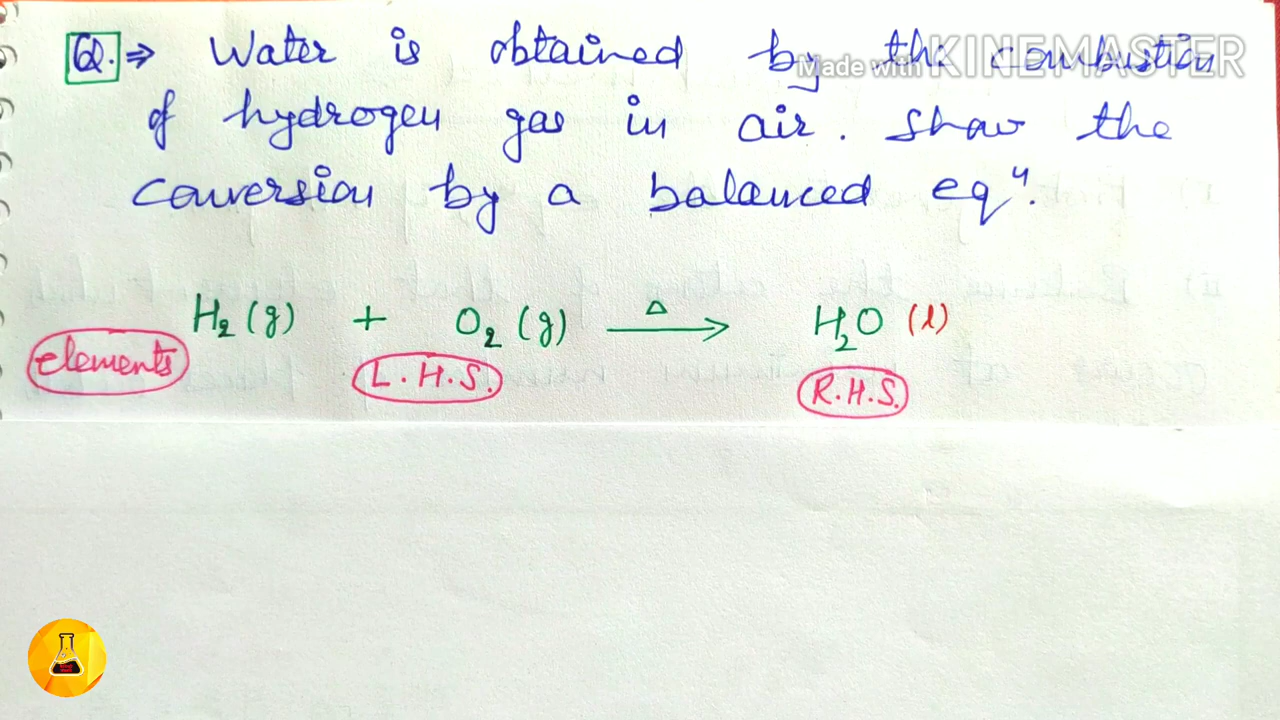 Q. ⇒ Water is obtained by the combustion
Made with KINEMASTER
of hydrogen gas in air. Show the
conversion by a balanced eqⁿ.
H₂ (g) + O₂ (g) —Δ→ H₂O (l)
elements L.H.S. R.H.S.